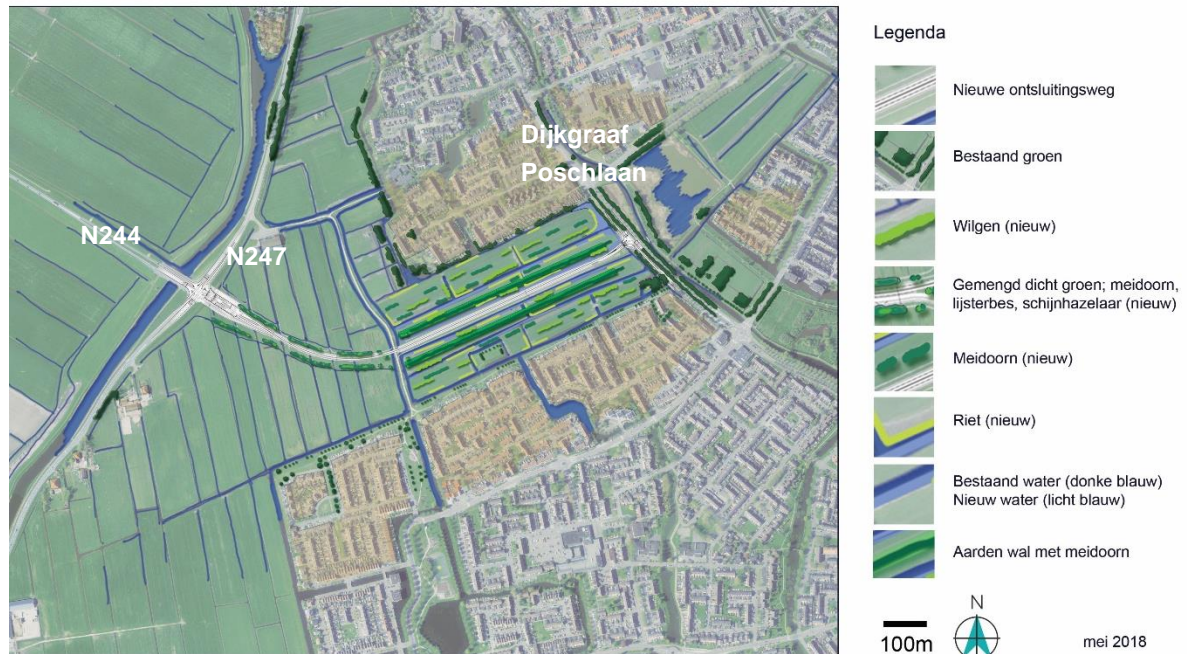 Dijkgraaf
Poschlaan
N244
N247
Legenda
Nieuwe ontsluitingsweg
Bestaand groen
Wilgen (nieuw)
Gemengd dicht groen; meidoorn,
lijsterbes, schijnhazelaar (nieuw)
Meidoorn (nieuw)
Riet (nieuw)
Bestaand water (donke blauw)
Nieuw water (licht blauw)
Aarden wal met meidoorn
N
100m
mei 2018